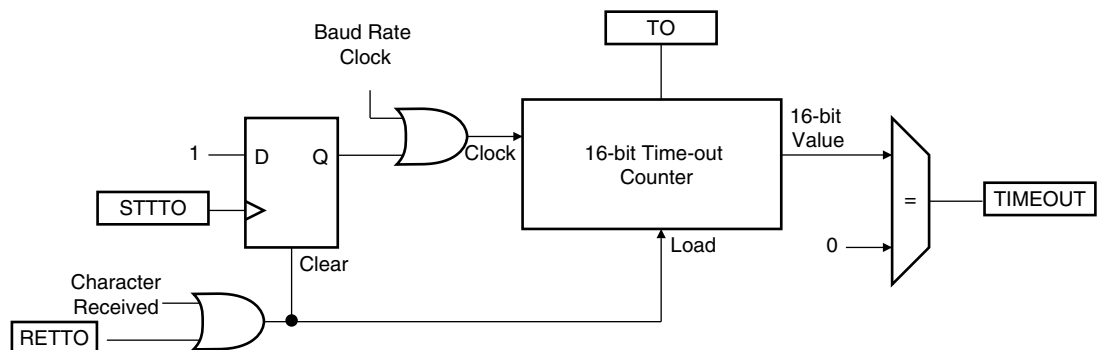 TO
Baud Rate
Clock
1
D
Q
Clock
16-bit Time-out
Counter
16-bit
Value
=
TIMEOUT
STTTO
0
Load
Clear
Character
Received
RETTO